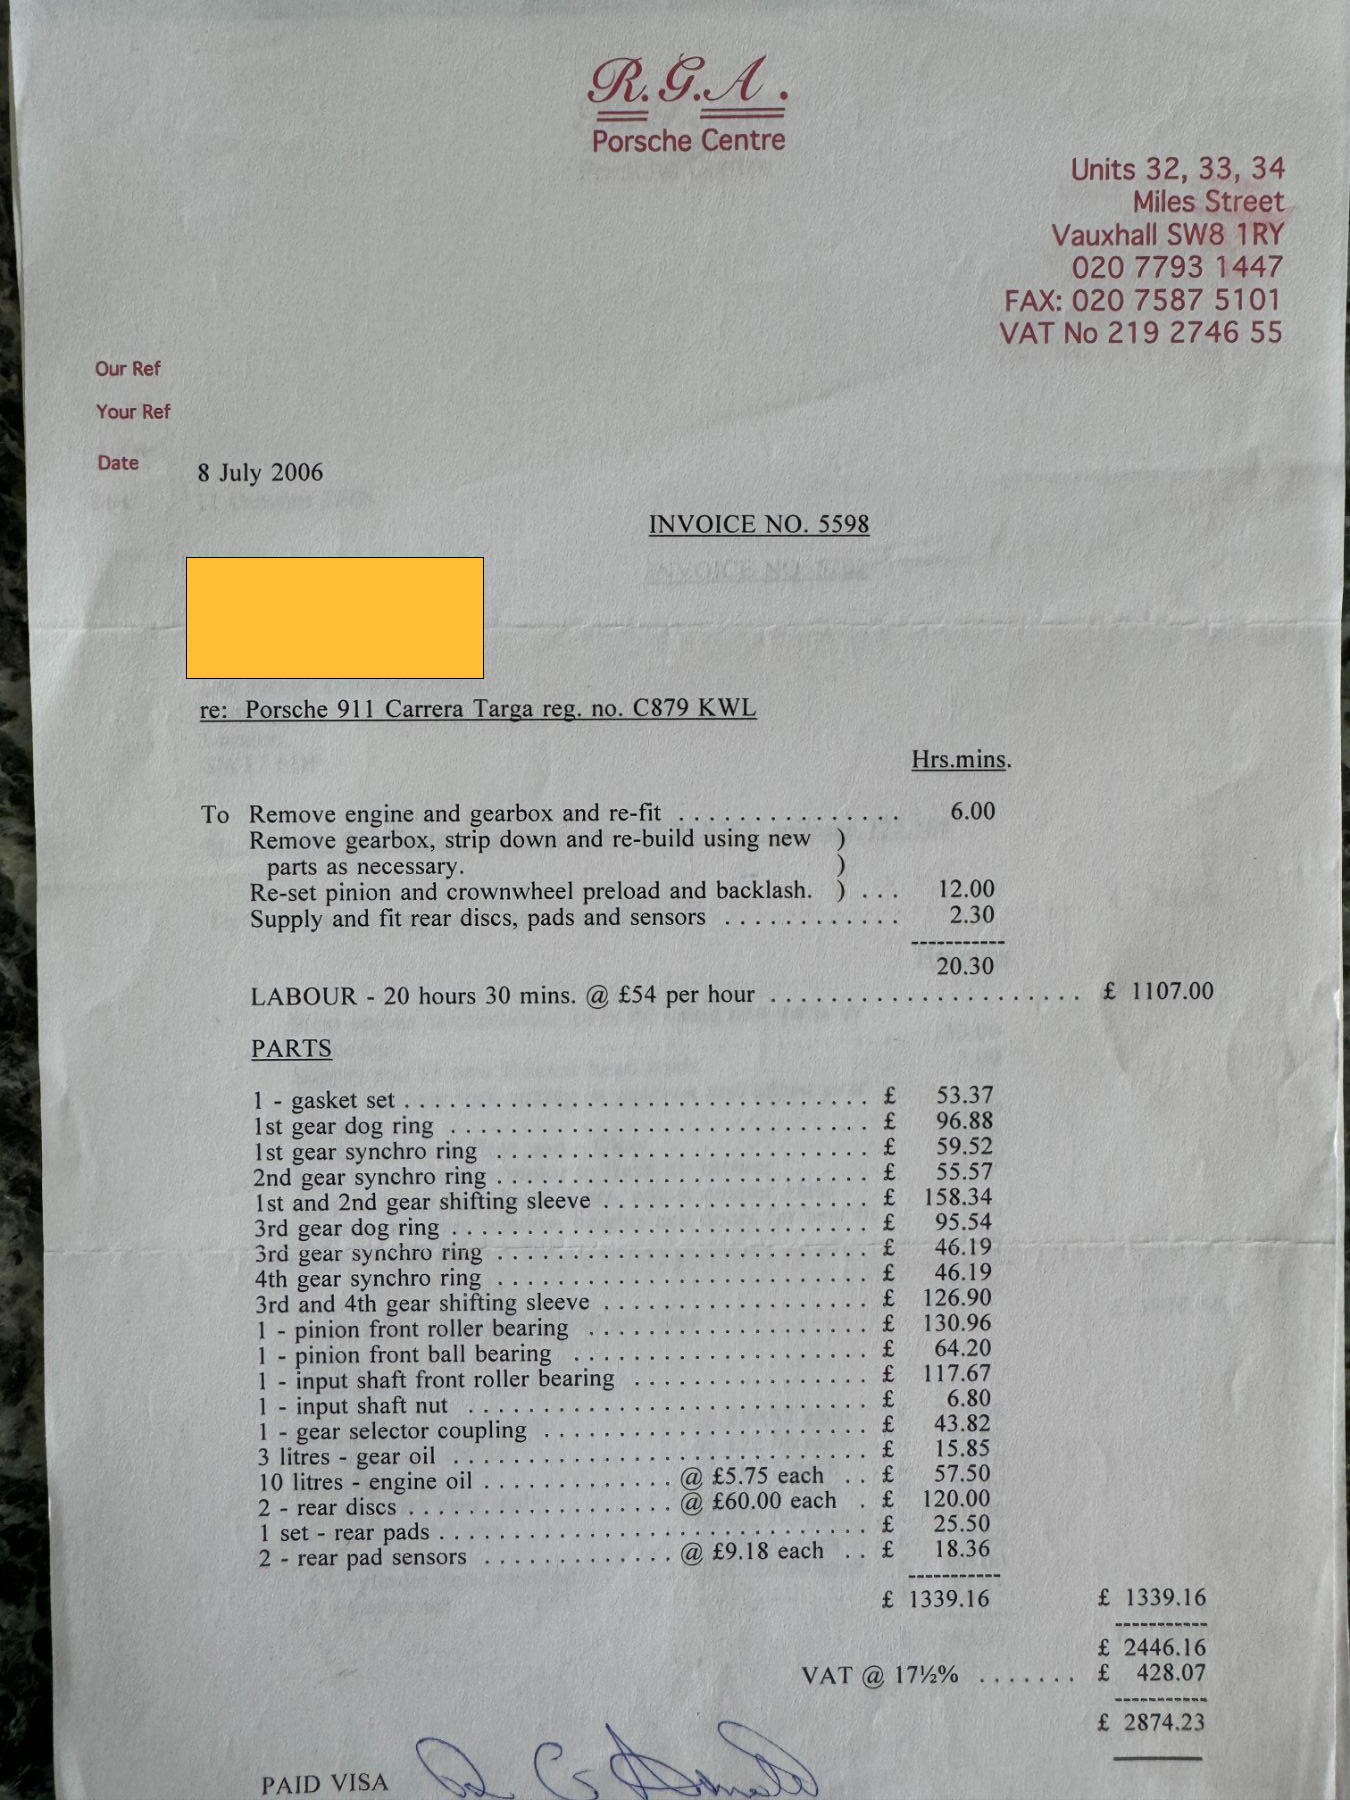 R.G.A.
Porsche Centre
Units 32, 33, 34
Miles Street
Vauxhall SW8 1RY
020 7793 1447
FAX: 020 7587 5101
VAT No 219 2746 55
Our Ref
Your Ref
Date 8 July 2006
INVOICE NO. 5598
re: Porsche 911 Carrera Targa reg. no. C879 KWL
Hrs.mins.
To Remove engine and gearbox and re-fit . . . . . . . . . . . . . . . 6.00
Remove gearbox, strip down and re-build using new )
parts as necessary. )
Re-set pinion and crownwheel preload and backlash. ) . . . 12.00
Supply and fit rear discs, pads and sensors . . . . . . . . . . . . 2.30
-----------
20.30
LABOUR - 20 hours 30 mins. @ £54 per hour . . . . . . . . . . . . . . . . . . . . . £ 1107.00
PARTS
1 - gasket set . . . . . . . . . . . . . . . . . . . . . . . . . . . . . . £ 53.37
1st gear dog ring . . . . . . . . . . . . . . . . . . . . . . . . . . . £ 96.88
1st gear synchro ring . . . . . . . . . . . . . . . . . . . . . . . . £ 59.52
2nd gear synchro ring . . . . . . . . . . . . . . . . . . . . . . . . £ 55.57
1st and 2nd gear shifting sleeve . . . . . . . . . . . . . . . . . £ 158.34
3rd gear dog ring . . . . . . . . . . . . . . . . . . . . . . . . . . . £ 95.54
3rd gear synchro ring . . . . . . . . . . . . . . . . . . . . . . . . £ 46.19
4th gear synchro ring . . . . . . . . . . . . . . . . . . . . . . . . £ 46.19
3rd and 4th gear shifting sleeve . . . . . . . . . . . . . . . . . £ 126.90
1 - pinion front roller bearing . . . . . . . . . . . . . . . . . . £ 130.96
1 - pinion front ball bearing . . . . . . . . . . . . . . . . . . . £ 64.20
1 - input shaft front roller bearing . . . . . . . . . . . . . . . £ 117.67
1 - input shaft nut . . . . . . . . . . . . . . . . . . . . . . . . . . £ 6.80
1 - gear selector coupling . . . . . . . . . . . . . . . . . . . . . £ 43.82
3 litres - gear oil . . . . . . . . . . . . . . . . . . . . . . . . . . . £ 15.85
10 litres - engine oil . . . . . . . . . . . . . @ £5.75 each . . £ 57.50
2 - rear discs . . . . . . . . . . . . . . . . . . @ £60.00 each . £ 120.00
1 set - rear pads . . . . . . . . . . . . . . . . . . . . . . . . . . . . £ 25.50
2 - rear pad sensors . . . . . . . . . . . . . @ £9.18 each . . £ 18.36
-----------
£ 1339.16 £ 1339.16
-----------
£ 2446.16
VAT @ 17½% . . . . . . . £ 428.07
-----------
£ 2874.23
PAID VISA